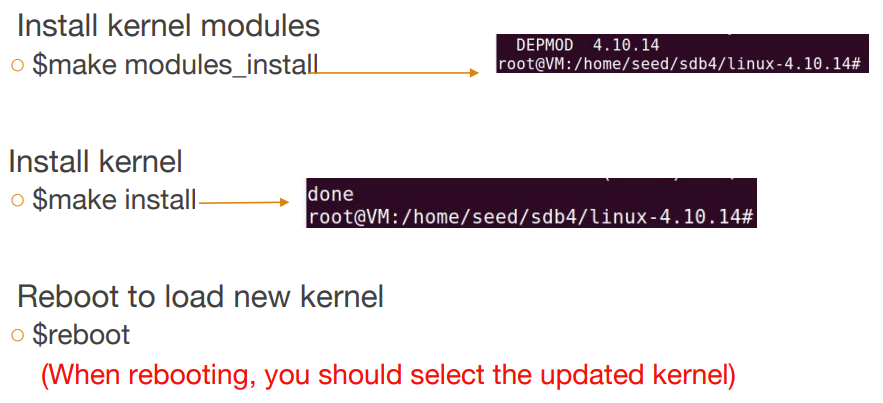 Install kernel modules
○ $make modules_install
DEPMOD 4.10.14
root@VM:/home/seed/sdb4/linux-4.10.14#
Install kernel
○ $make install
done
root@VM:/home/seed/sdb4/linux-4.10.14#
Reboot to load new kernel
○ $reboot
(When rebooting, you should select the updated kernel)